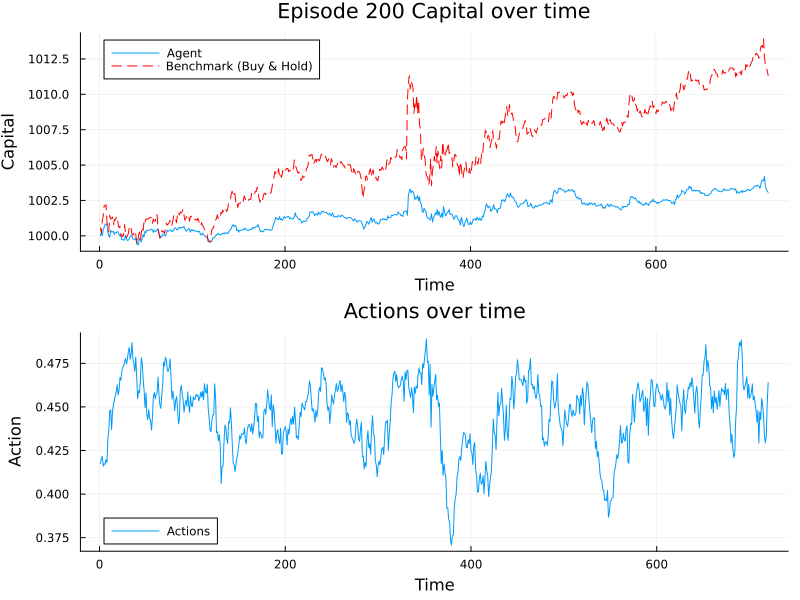 Episode 200 Capital over time
Agent
Benchmark (Buy & Hold)
1012.5
1010.0
1007.5
1005.0
1002.5
1000.0
Capital
0 200 400 600
Time
Actions over time
0.475
0.450
0.425
0.400
0.375
Action
Actions
0 200 400 600
Time